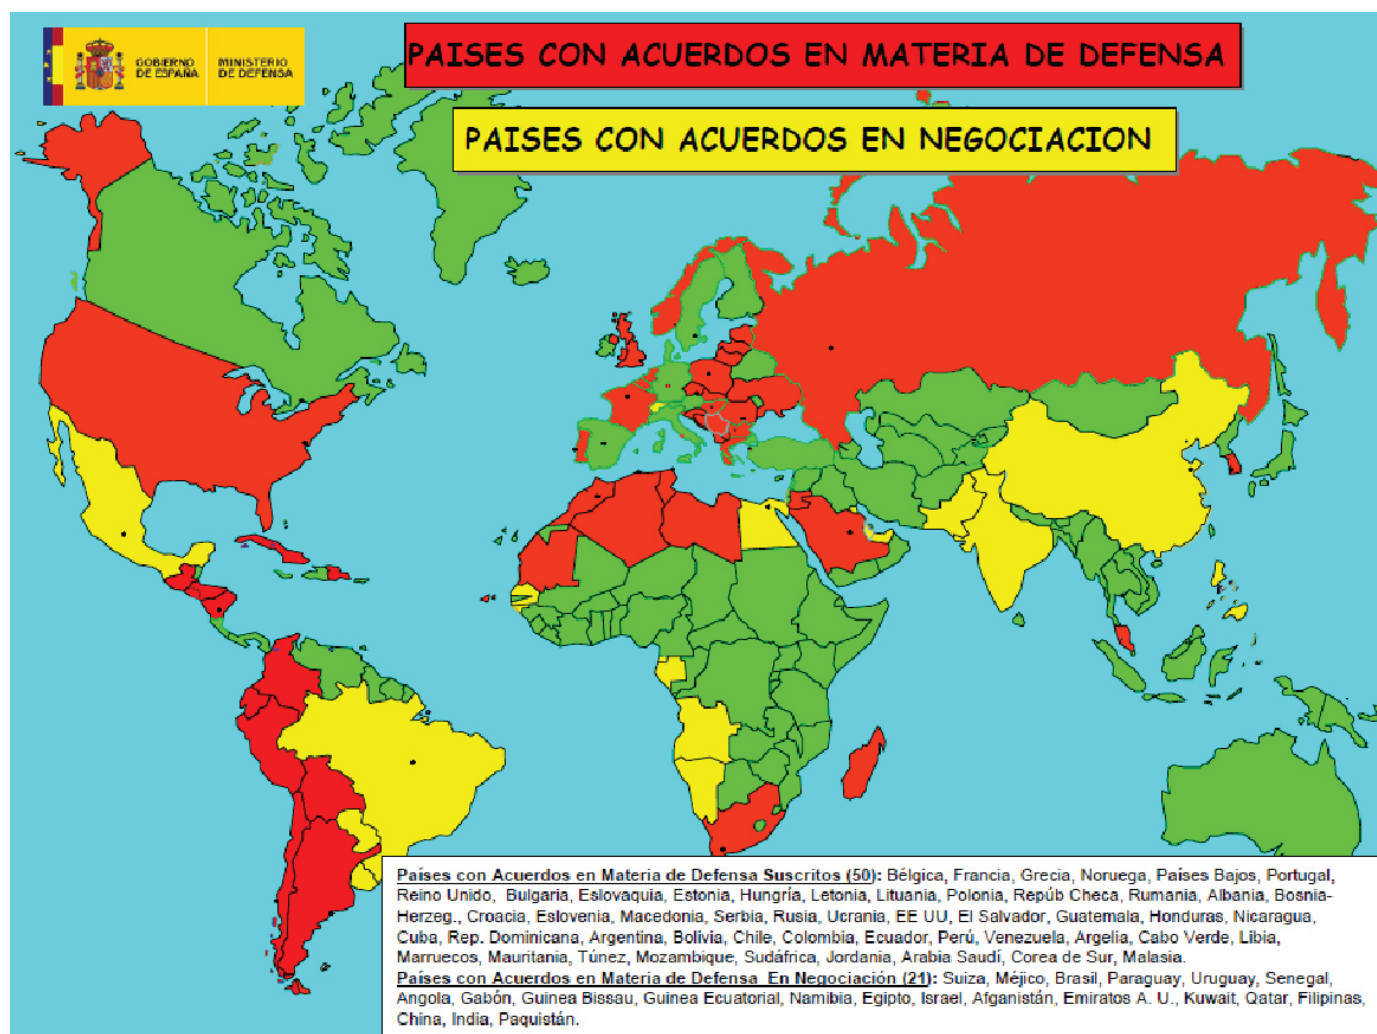 GOBIERNO
DE ESPAÑA
MINISTERIO
DE DEFENSA
PAISES CON ACUERDOS EN MATERIA DE DEFENSA
PAISES CON ACUERDOS EN NEGOCIACION
Países con Acuerdos en Materia de Defensa Suscritos (50): Bélgica, Francia, Grecia, Noruega, Países Bajos, Portugal,
Reino Unido, Bulgaria, Eslovaquia, Estonia, Hungría, Letonia, Lituania, Polonia, Repúb Checa, Rumania, Albania, Bosnia-
Herzeg., Croacia, Eslovenia, Macedonia, Serbia, Rusia, Ucrania, EE UU, El Salvador, Guatemala, Honduras, Nicaragua,
Cuba, Rep. Dominicana, Argentina, Bolivia, Chile, Colombia, Ecuador, Perú, Venezuela, Argelia, Cabo Verde, Libia,
Marruecos, Mauritania, Túnez, Mozambique, Sudáfrica, Jordania, Arabia Saudí, Corea de Sur, Malasia.
Países con Acuerdos en Materia de Defensa En Negociación (21): Suiza, Méjico, Brasil, Paraguay, Uruguay, Senegal,
Angola, Gabón, Guinea Bissau, Guinea Ecuatorial, Namibia, Egipto, Israel, Afganistán, Emiratos A. U., Kuwait, Qatar, Filipinas,
China, India, Paquistán.